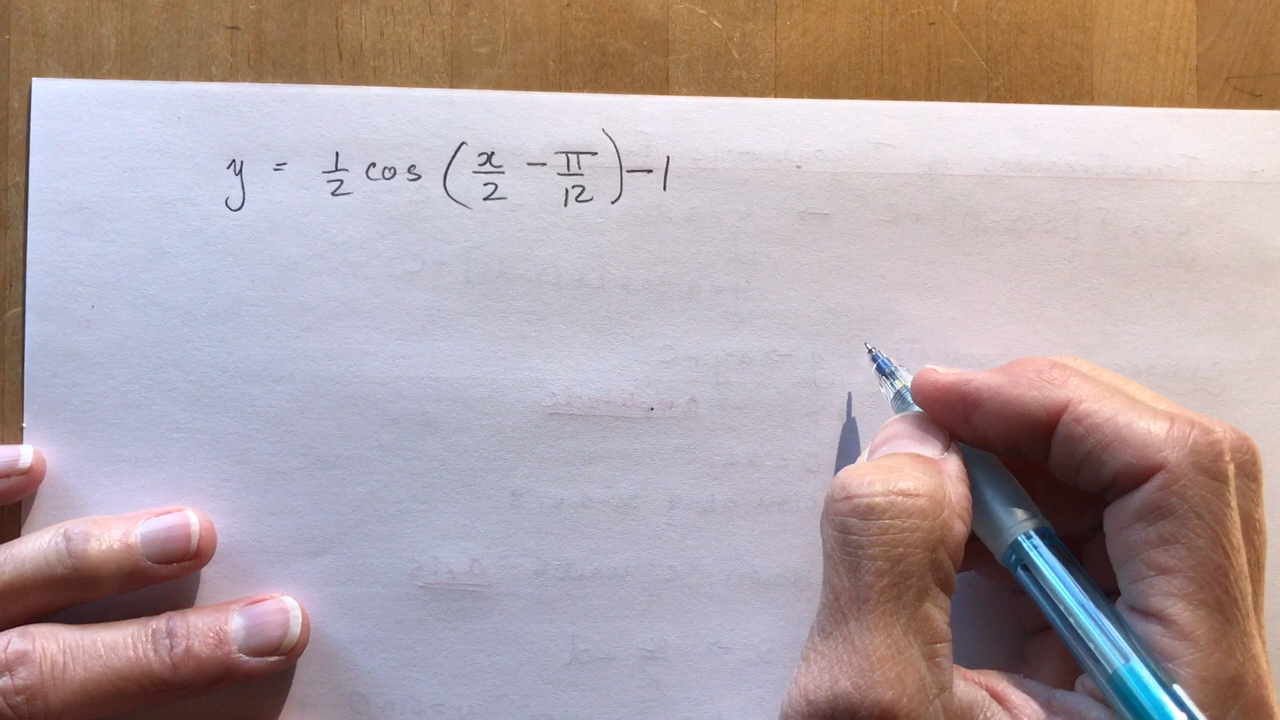 y = 1/2 cos (x/2 - π/12) - 1